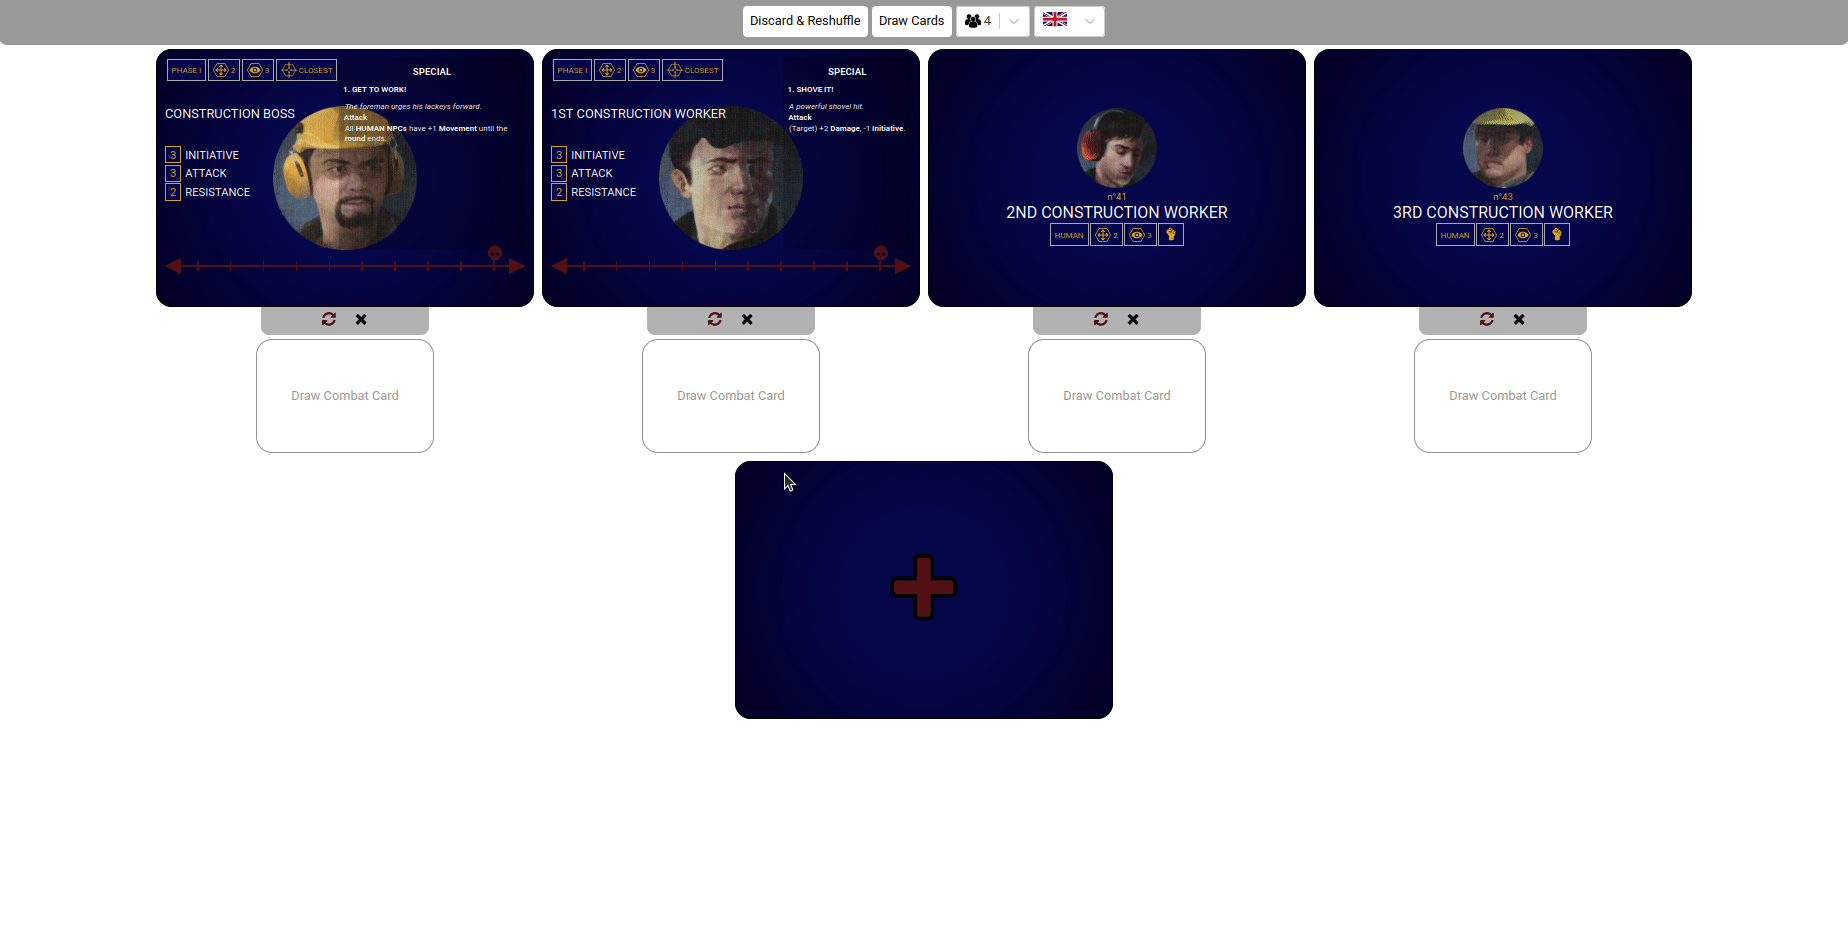 Discard & Reshuffle
Draw Cards
4
PHASE I
2
3
CLOSEST
SPECIAL
1. GET TO WORK!
The foreman urges his lackeys forward.
Attack
All HUMAN NPCs have +1 Movement until the
round ends.
CONSTRUCTION BOSS
3 INITIATIVE
3 ATTACK
2 RESISTANCE
PHASE I
2
3
CLOSEST
SPECIAL
1. SHOVE IT!
A powerful shovel hit.
Attack
(Target) +2 Damage, -1 Initiative.
1ST CONSTRUCTION WORKER
3 INITIATIVE
3 ATTACK
2 RESISTANCE
n°41
2ND CONSTRUCTION WORKER
HUMAN
2
3
n°43
3RD CONSTRUCTION WORKER
HUMAN
2
3
Draw Combat Card
Draw Combat Card
Draw Combat Card
Draw Combat Card